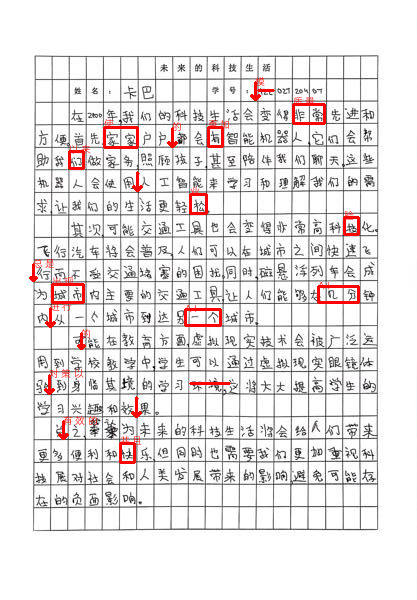 未来的科技生活
姓名： 卡巴 学号： 027 204 07
在2100年，我们的科技生活会变得非常先进和
方便。首先家家户户都会有智能机器人，它们会帮
助我们做家务，照顾孩子，甚至陪伴我们聊天。这些
机器人会使用人工智能来学习和理解我们的需
求，让我们的生活更轻松。
其次，可能交通工具也会变得非常高科技化。
飞行汽车将会普及，人们可以在城市之间快速飞
行而不受交通堵塞的困扰。同时，磁悬浮列车会成
为城市内主要的交通工具，让人们能够在几分钟
内从一个城市到达另一个城市。
可能在教育方面，虚拟现实技术会被广泛运
用到学校教学中，学生可以通过虚拟现实眼镜体
验到身临其境的学习环境，这将大大提高学生的
学习兴趣和效果。
总之，未来的科技生活将会给人们带来
更多便利和快乐，但同时也需要我们更加重视科
技展对社会和人类发展带来的影响，避免可能存
在的负面影响。